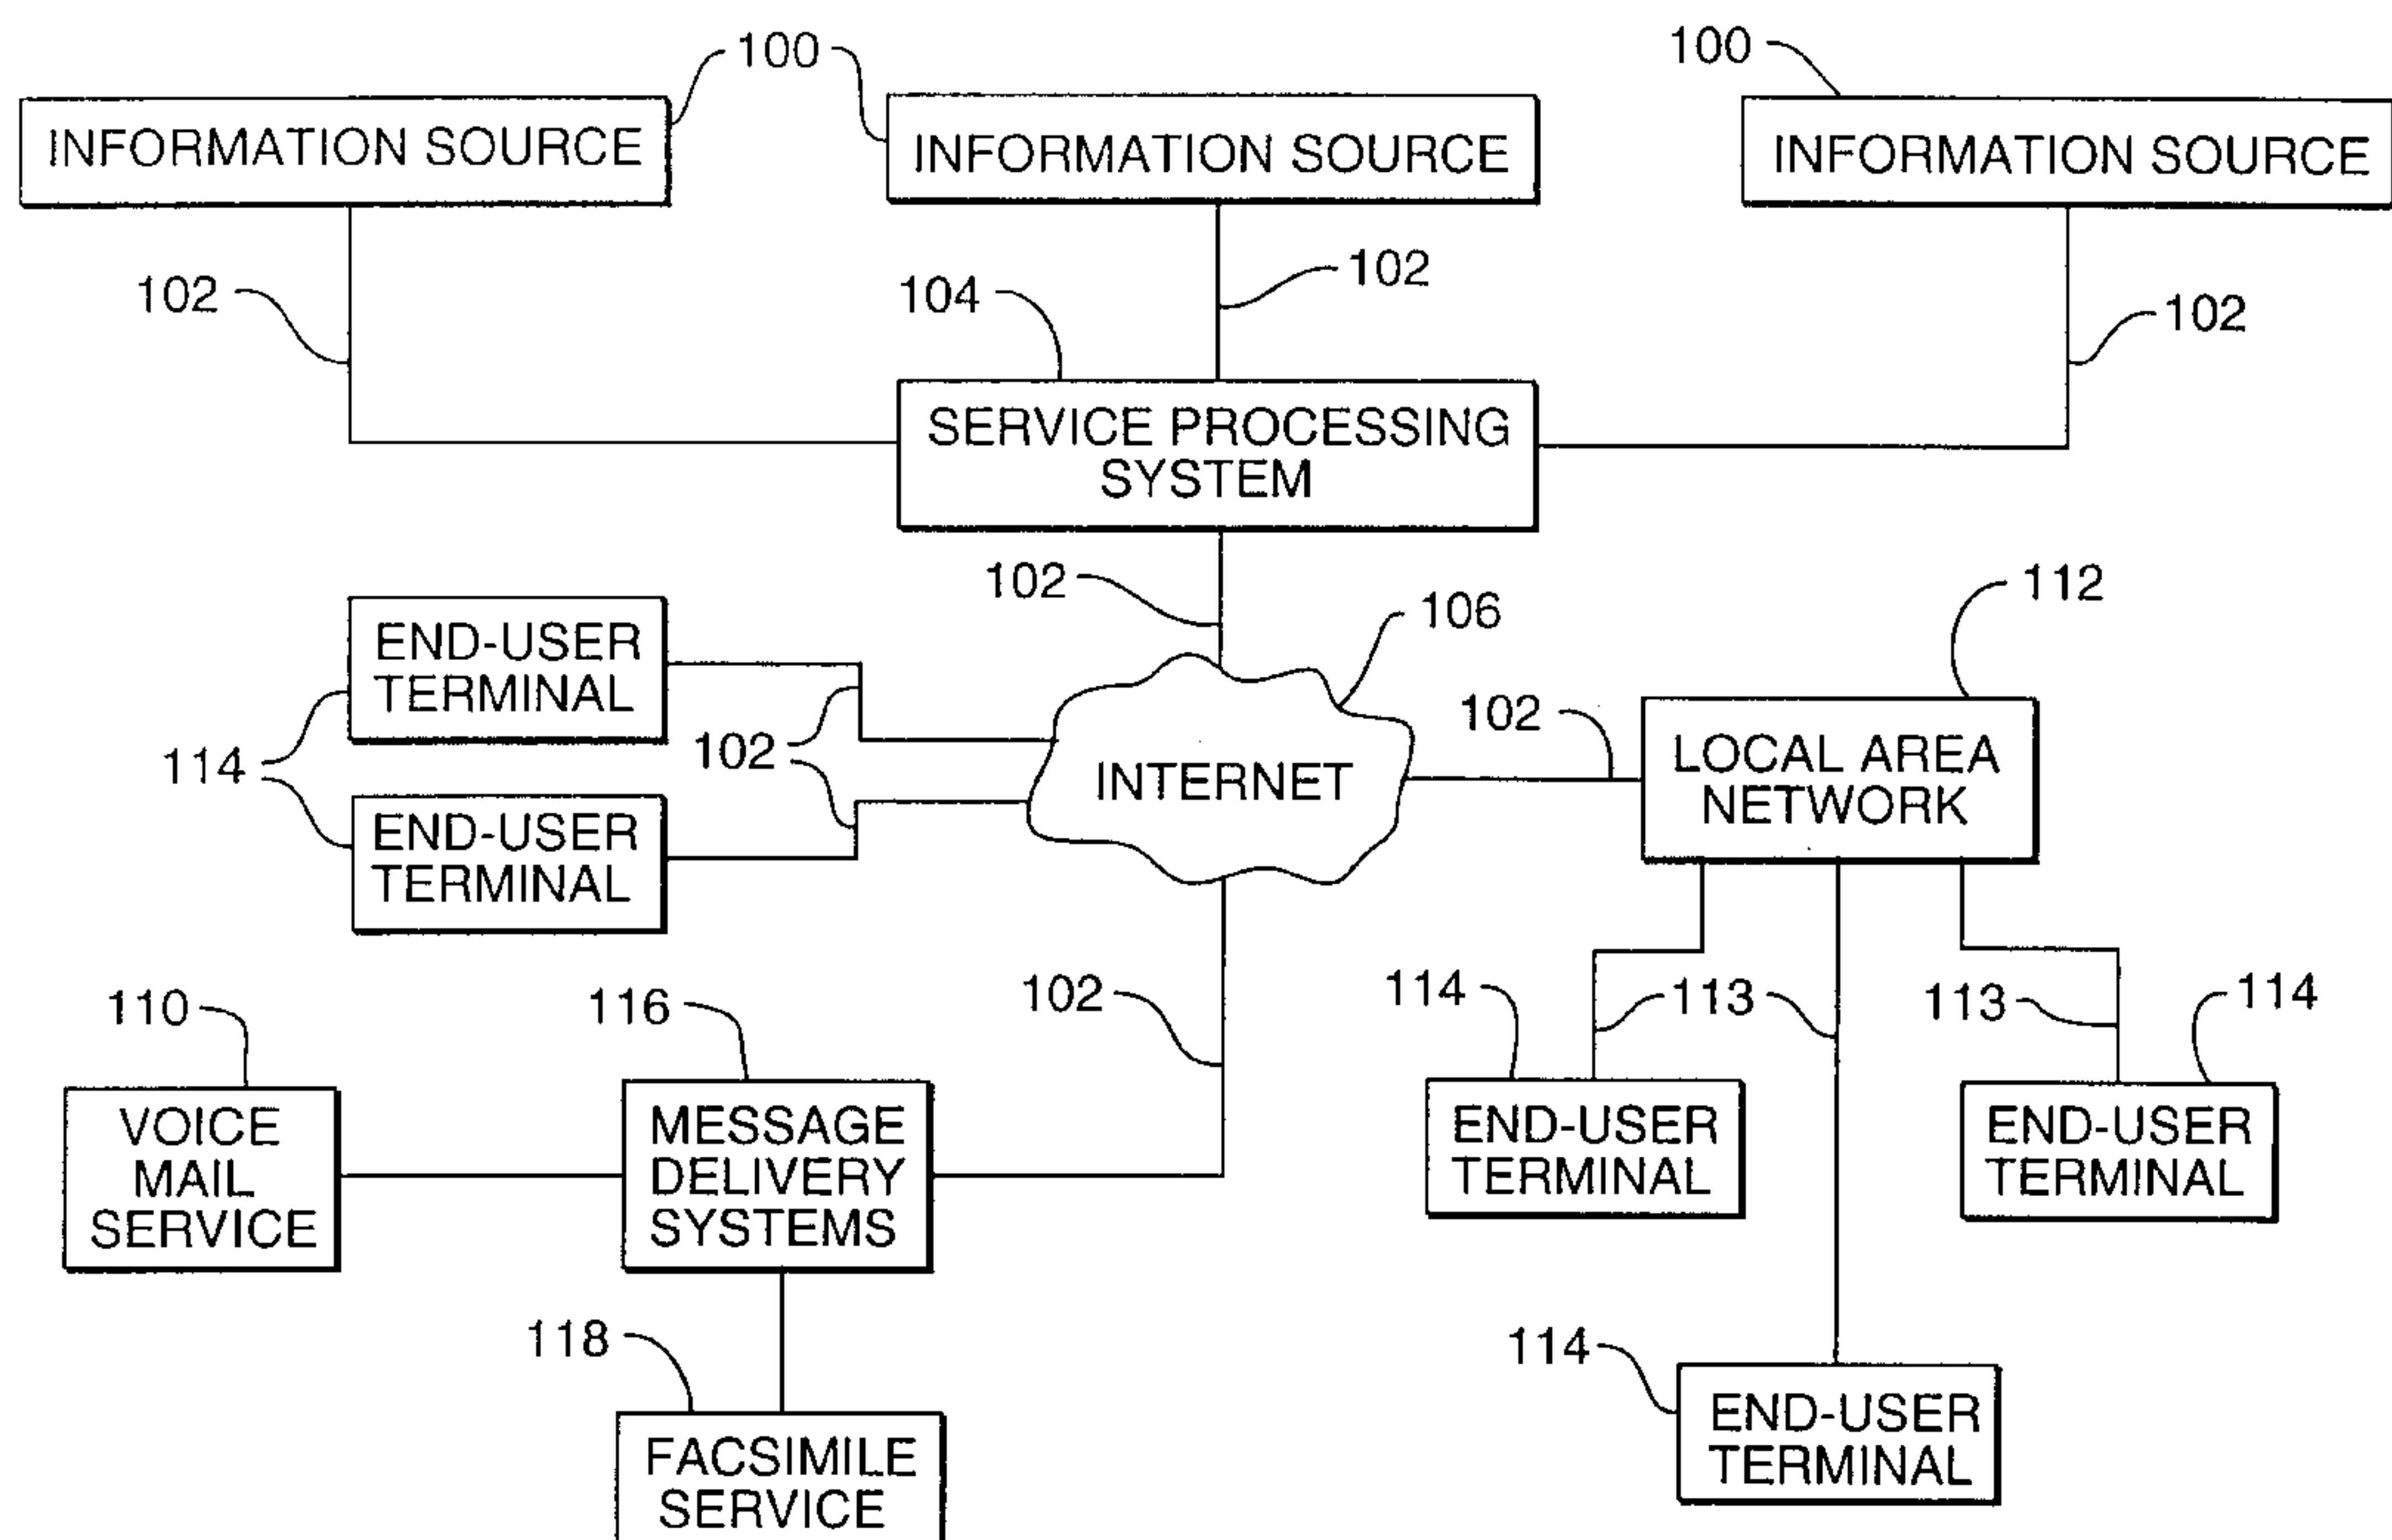 100
100
INFORMATION SOURCE
INFORMATION SOURCE
INFORMATION SOURCE
102
104
102
102
SERVICE PROCESSING
SYSTEM
102
106
112
END-USER
TERMINAL
114
102
INTERNET
102
LOCAL AREA
NETWORK
END-USER
TERMINAL
110
116
102
114
113
113
114
VOICE
MAIL
SERVICE
MESSAGE
DELIVERY
SYSTEMS
END-USER
TERMINAL
END-USER
TERMINAL
118
114
FACSIMILE
SERVICE
END-USER
TERMINAL